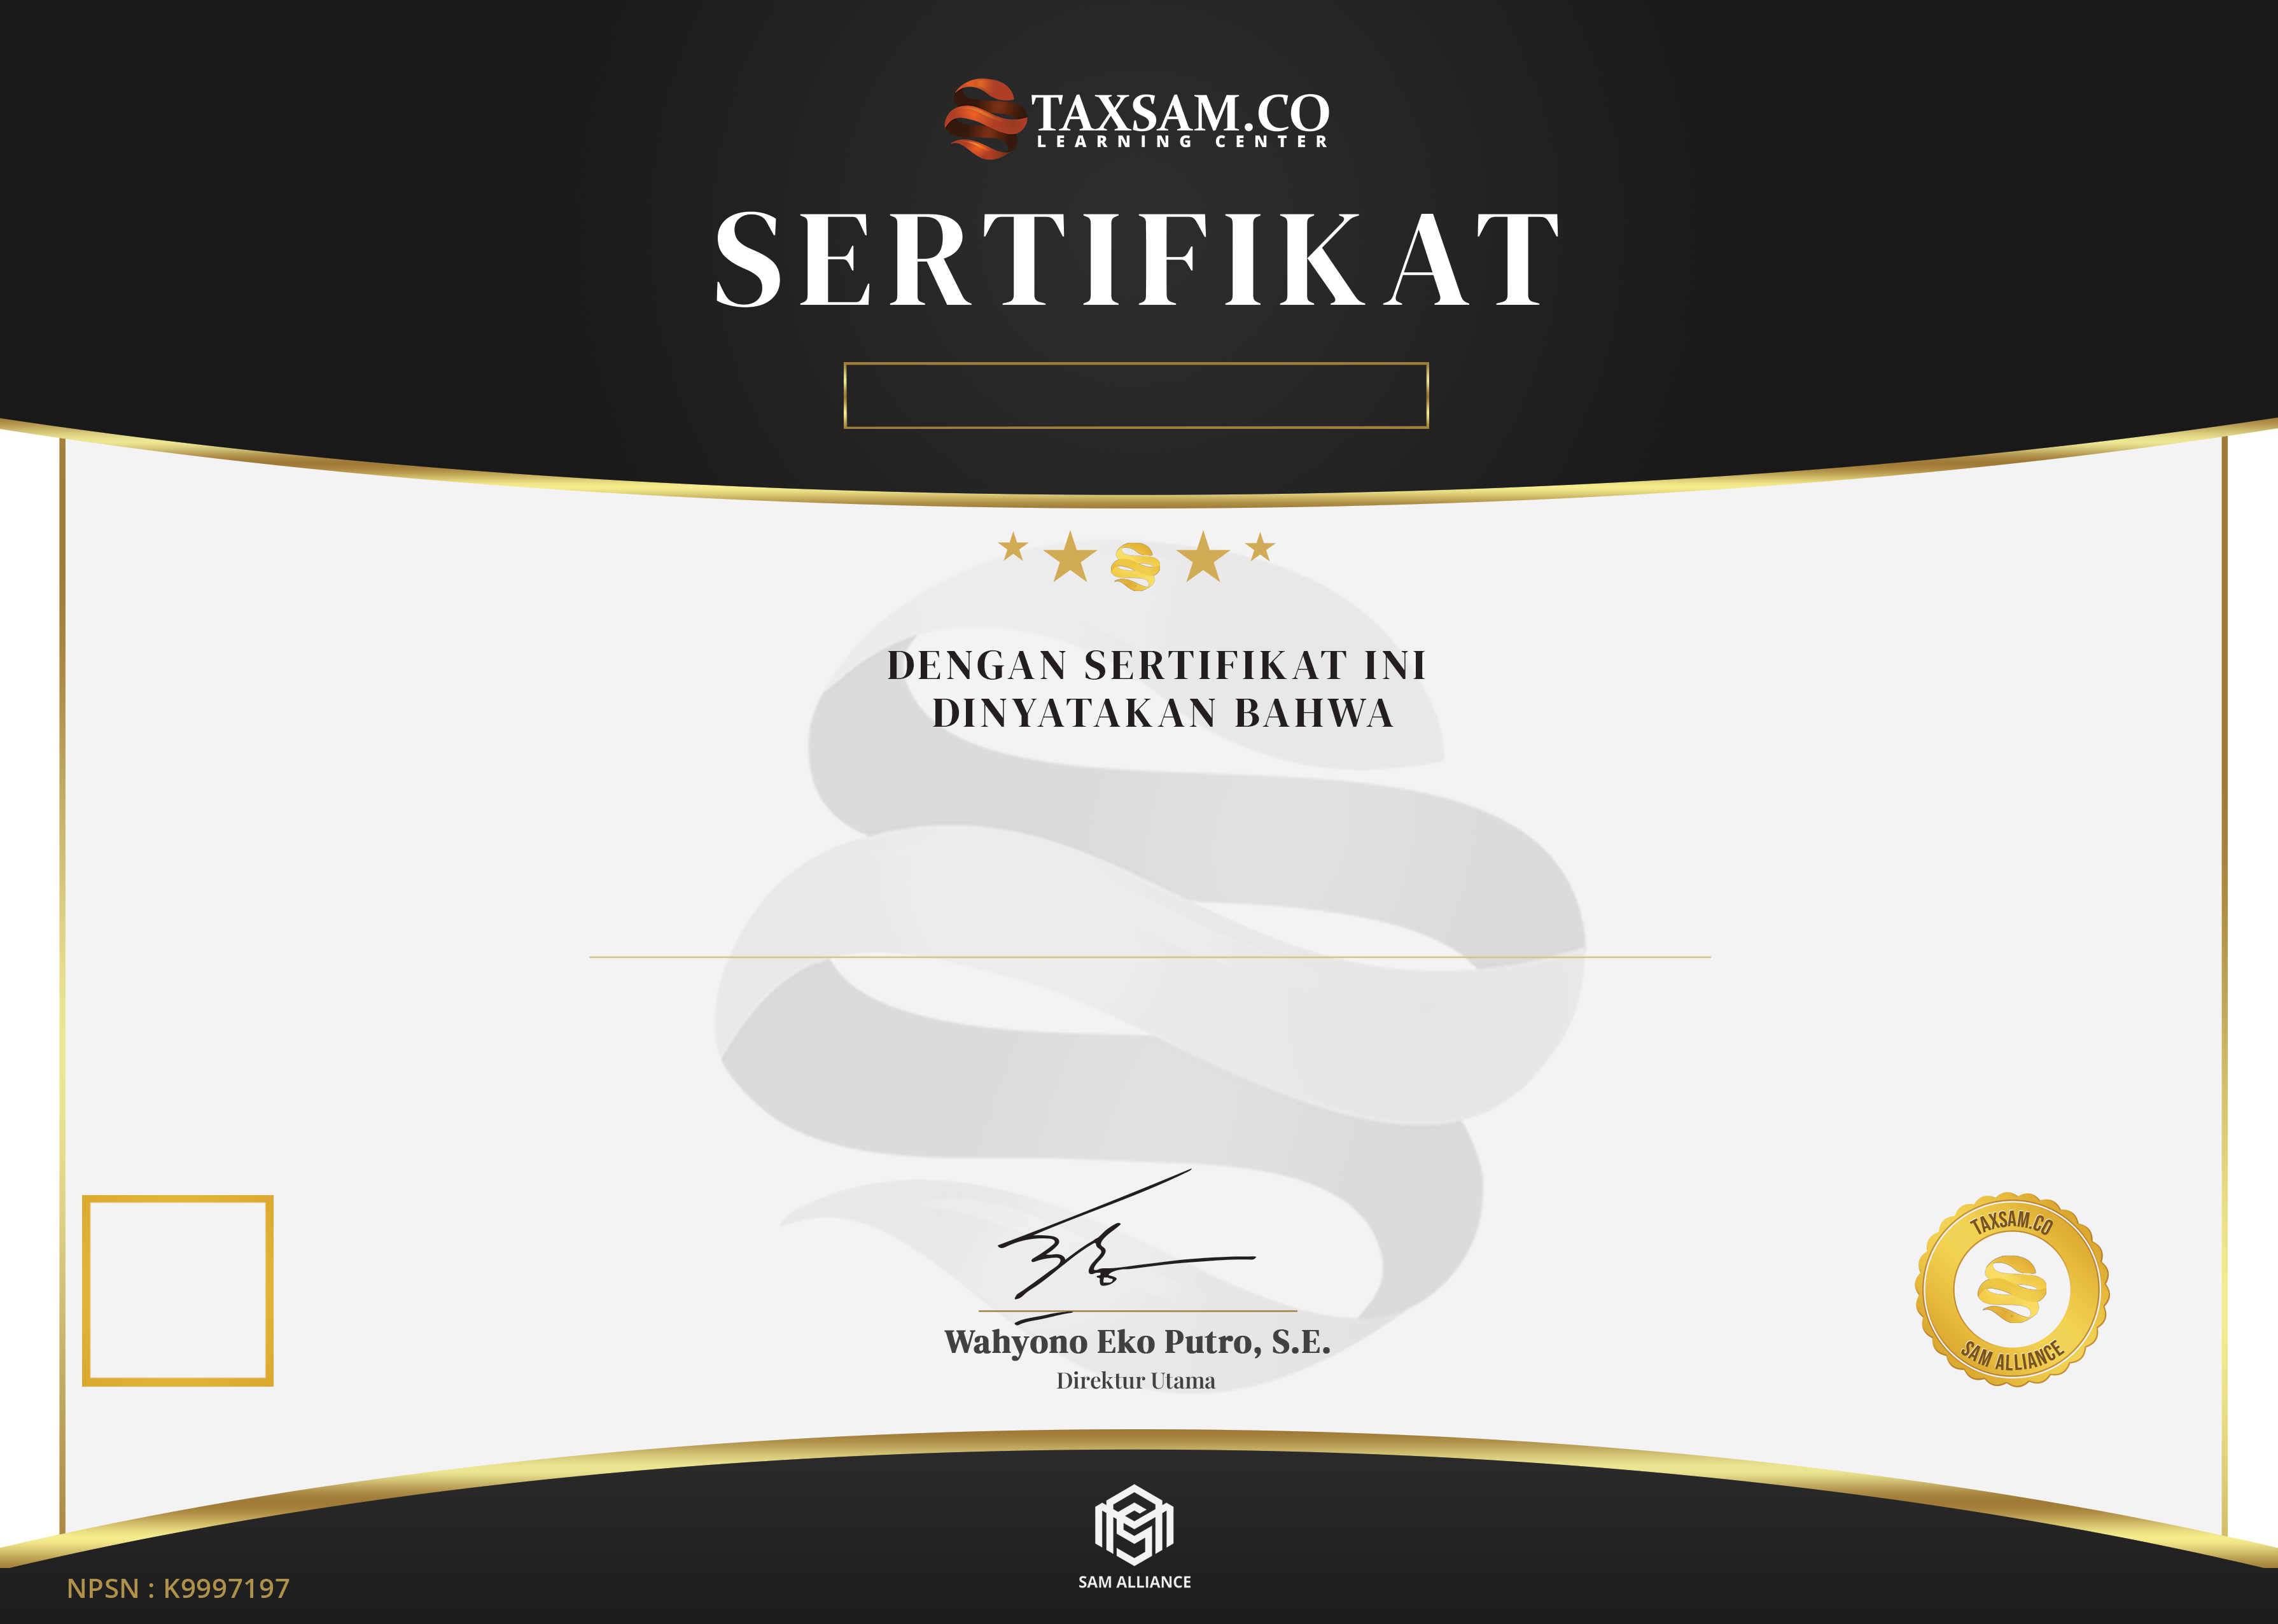 TAXSAM.CO
LEARNING CENTER
SERTIFIKAT
DENGAN SERTIFIKAT INI
DINYATAKAN BAHWA
Wahyono Eko Putro, S.E.
Direktur Utama
TAXSAM.CO
SAM ALLIANCE
SAM ALLIANCE
NPSN : K9997197